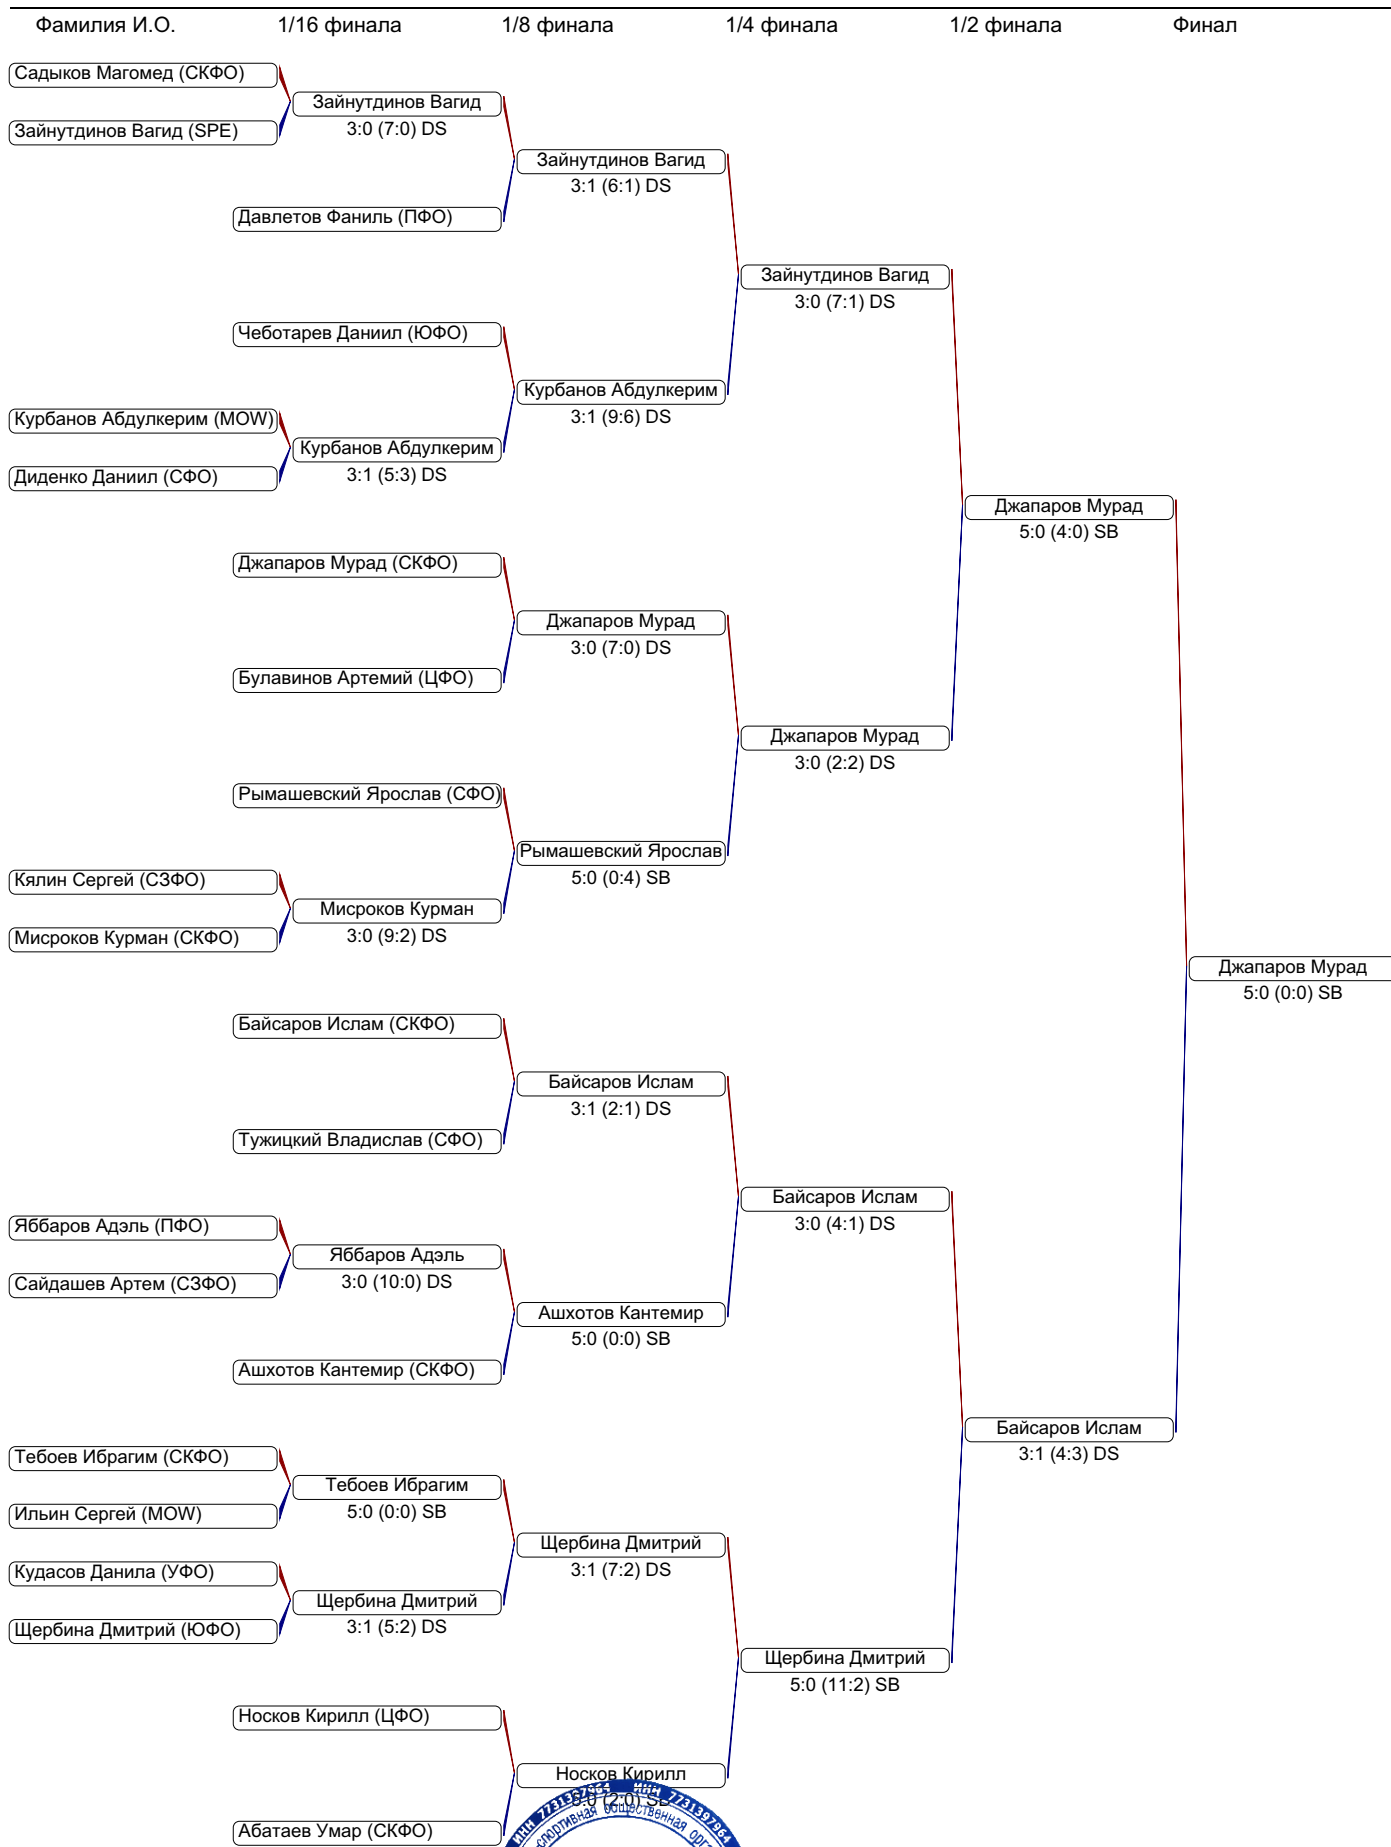 Фамилия И.О. 1/16 финала 1/8 финала 1/4 финала 1/2 финала Финал
Садыков Магомед (СКФО)
Зайнутдинов Вагид
Зайнутдинов Вагид (SPE)
3:0 (7:0) DS
Зайнутдинов Вагид
3:1 (6:1) DS
Давлетов Фаниль (ПФО)
Зайнутдинов Вагид
3:0 (7:1) DS
Чеботарев Даниил (ЮФО)
Курбанов Абдулкерим
3:1 (9:6) DS
Курбанов Абдулкерим (MOW)
Курбанов Абдулкерим
3:1 (5:3) DS
Диденко Даниил (СФО)
Джапаров Мурад
5:0 (4:0) SB
Джапаров Мурад (СКФО)
Джапаров Мурад
3:0 (7:0) DS
Булавинов Артемий (ЦФО)
Джапаров Мурад
3:0 (2:2) DS
Рымашевский Ярослав (СФО)
Рымашевский Ярослав
5:0 (0:4) SB
Кялин Сергей (СЗФО)
Мисроков Курман
3:0 (9:2) DS
Мисроков Курман (СКФО)
Джапаров Мурад
5:0 (0:0) SB
Байсаров Ислам (СКФО)
Байсаров Ислам
3:1 (2:1) DS
Тужицкий Владислав (СФО)
Байсаров Ислам
3:0 (4:1) DS
Яббаров Адэль (ПФО)
Яббаров Адэль
3:0 (10:0) DS
Сайдашев Артем (СЗФО)
Ашхотов Кантемир
5:0 (0:0) SB
Ашхотов Кантемир (СКФО)
Байсаров Ислам
3:1 (4:3) DS
Тебоев Ибрагим (СКФО)
Тебоев Ибрагим
5:0 (0:0) SB
Ильин Сергей (MOW)
Щербина Дмитрий
3:1 (7:2) DS
Кудасов Данила (УФО)
Щербина Дмитрий
3:1 (5:2) DS
Щербина Дмитрий (ЮФО)
Щербина Дмитрий
5:0 (11:2) SB
Носков Кирилл (ЦФО)
Носков Кирилл
(2:0) SB
Абатаев Умар (СКФО)
ИНН 7731397964 ИНН 7731397964
общественная